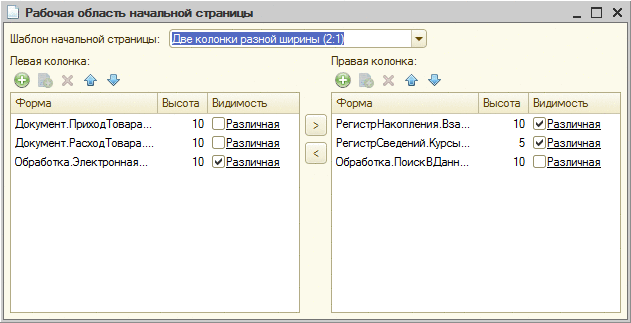 Рабочая область начальной страницы
Шаблон начальной страницы: Две колонки разной ширины (2:1)
Левая колонка: Правая колонка:
Форма Высота Видимость Форма Высота Видимость
Документ.ПриходТовара... 10 Различная РегистрНакопления.Вза... 10 Различная
Документ.РасходТовара.... 10 Различная РегистрСведений.Курсы... 5 Различная
Обработка.Электронная... 10 Различная Обработка.ПоискВДанн... 10 Различная